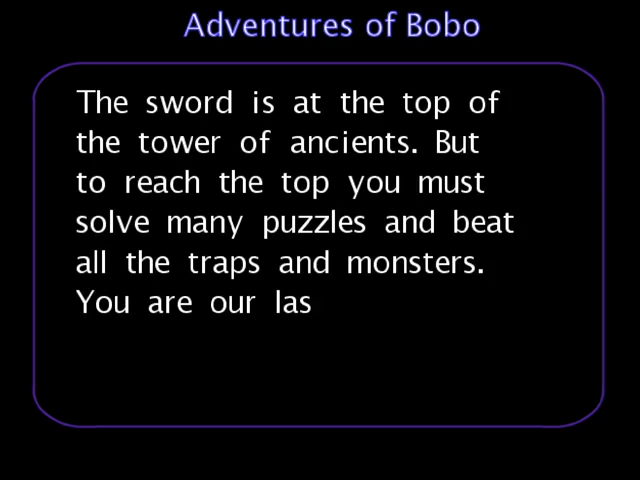 Adventures of Bobo
The sword is at the top of
the tower of ancients. But
to reach the top you must
solve many puzzles and beat
all the traps and monsters.
You are our las